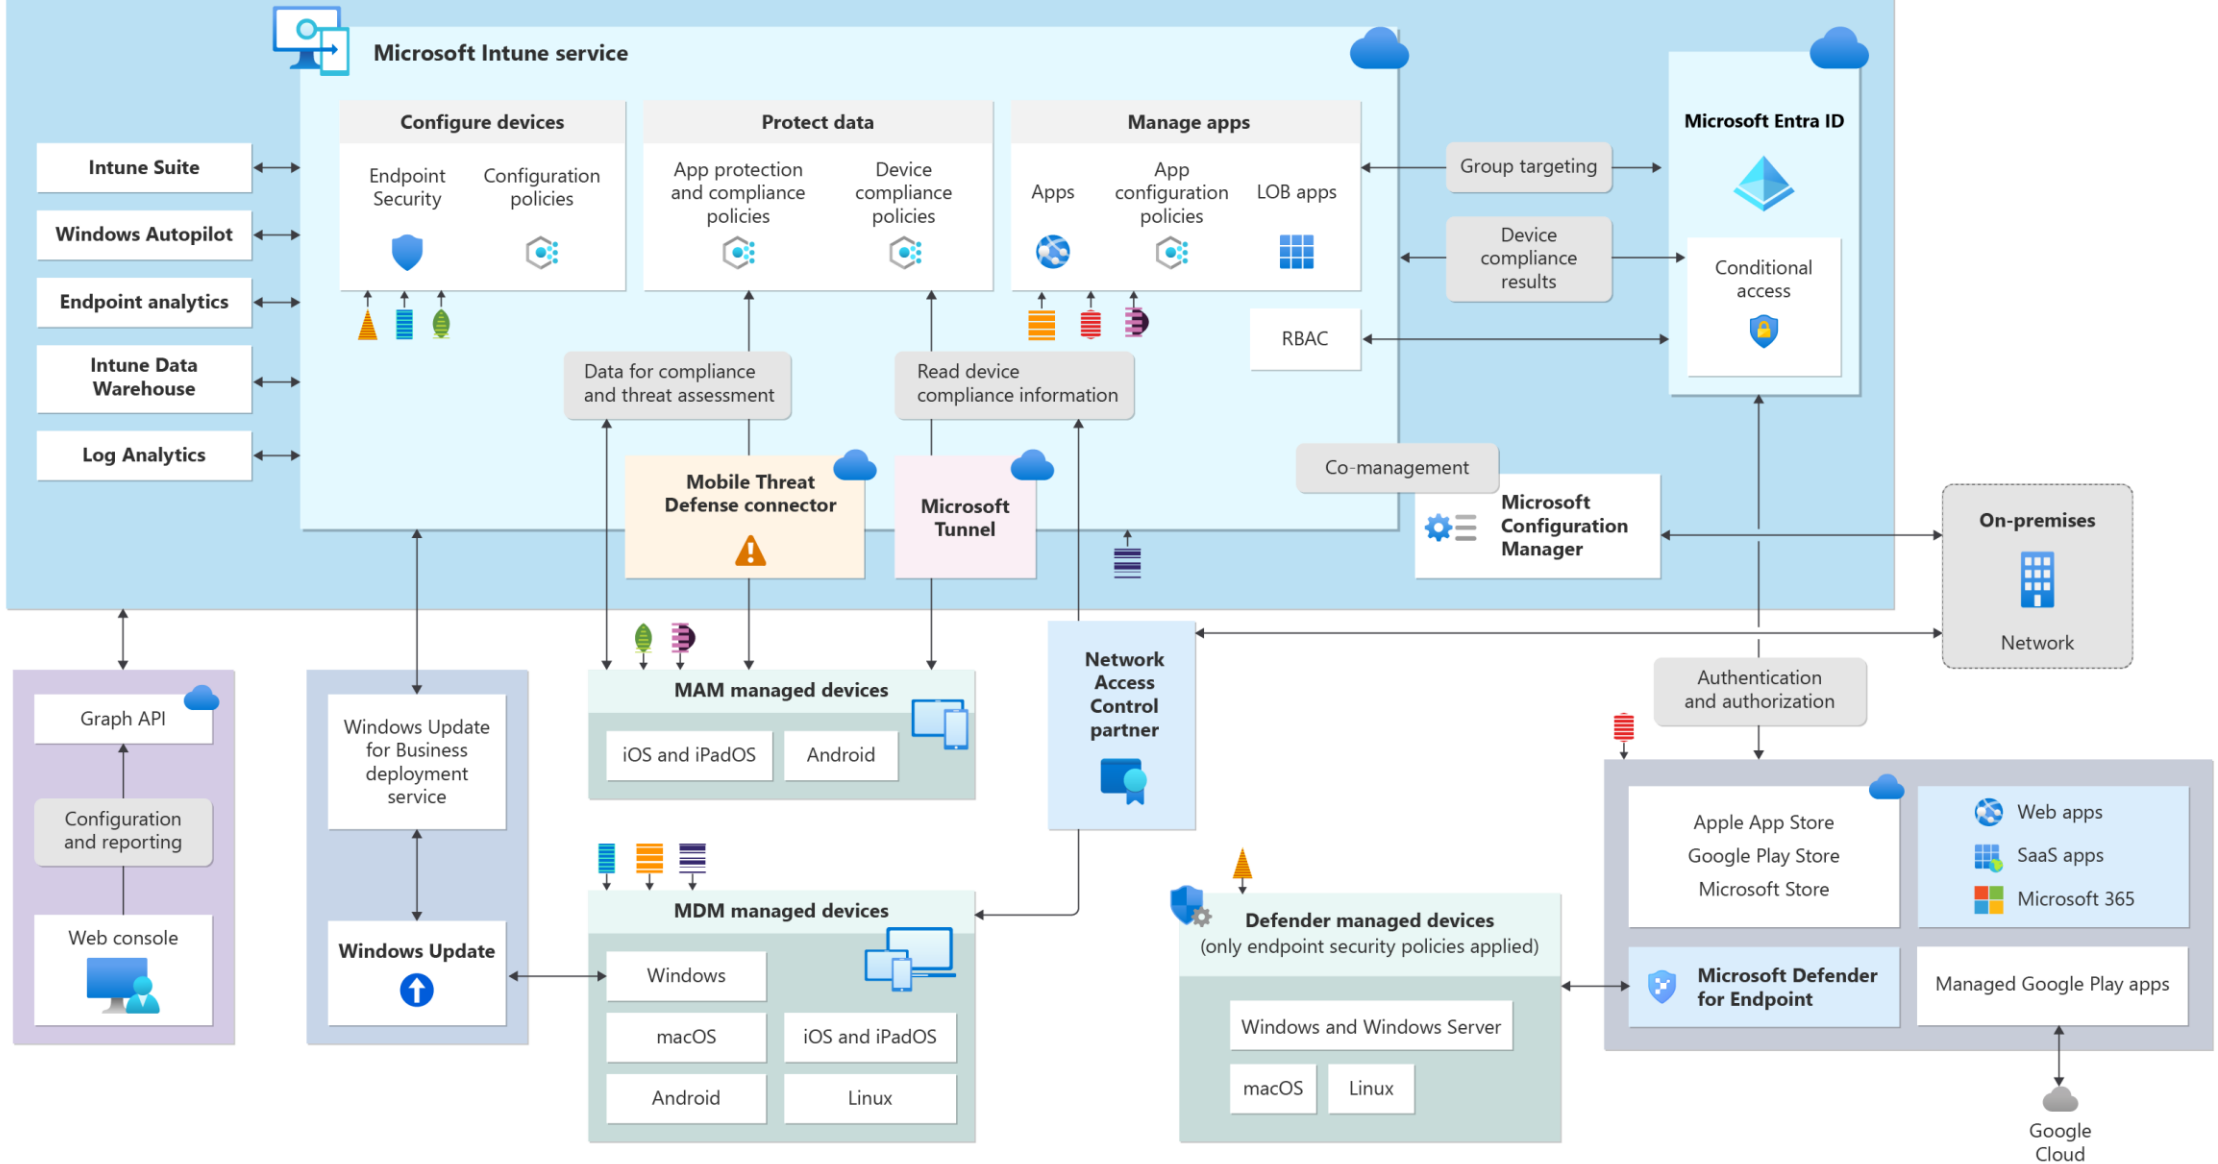 Microsoft Intune service
Configure devices
Endpoint
Security
Configuration
policies
Protect data
App protection
and compliance
policies
Device
compliance
policies
Manage apps
Apps
App
configuration
policies
LOB apps
RBAC
Intune Suite
Windows Autopilot
Endpoint analytics
Intune Data
Warehouse
Log Analytics
Group targeting
Device
compliance
results
Microsoft Entra ID
Conditional
access
Data for compliance
and threat assessment
Read device
compliance information
Mobile Threat
Defense connector
Microsoft
Tunnel
Co-management
Microsoft
Configuration
Manager
On-premises
Network
Graph API
Configuration
and reporting
Web console
Windows Update
for Business
deployment
service
Windows Update
MAM managed devices
iOS and iPadOS
Android
MDM managed devices
Windows
macOS
iOS and iPadOS
Android
Linux
Network
Access
Control
partner
Defender managed devices
(only endpoint security policies applied)
Windows and Windows Server
macOS
Linux
Authentication
and authorization
Apple App Store
Google Play Store
Microsoft Store
Web apps
SaaS apps
Microsoft 365
Microsoft Defender
for Endpoint
Managed Google Play apps
Google
Cloud